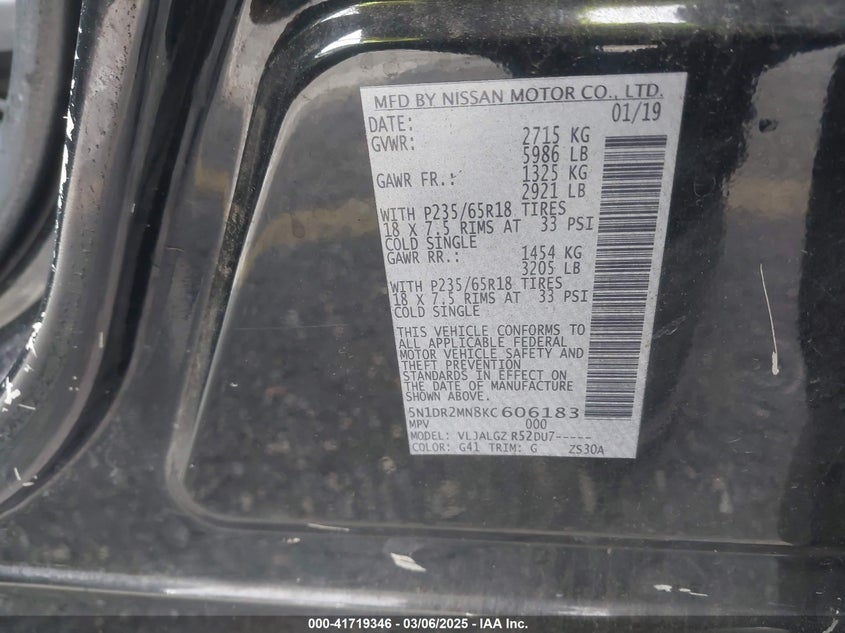 MFD BY NISSAN MOTOR CO., LTD.
DATE: 01/19
GVWR: 2715 KG
5986 LB
GAWR FR.: 1325 KG
2921 LB
WITH P235/65R18 TIRES
18 X 7.5 RIMS AT 33 PSI
COLD SINGLE
GAWR RR.: 1454 KG
3205 LB
WITH P235/65R18 TIRES
18 X 7.5 RIMS AT 33 PSI
COLD SINGLE
THIS VEHICLE CONFORMS TO
ALL APPLICABLE FEDERAL
MOTOR VEHICLE SAFETY AND
THEFT PREVENTION
STANDARDS IN EFFECT ON
THE DATE OF MANUFACTURE
SHOWN ABOVE.
5N1DR2MN8KC606183
MPV 000
MODEL: VLJALGZ R52DU7-----
COLOR: G41 TRIM: G ZS30A
000-41719346 — 03/06/2025 — VLJA Inc.